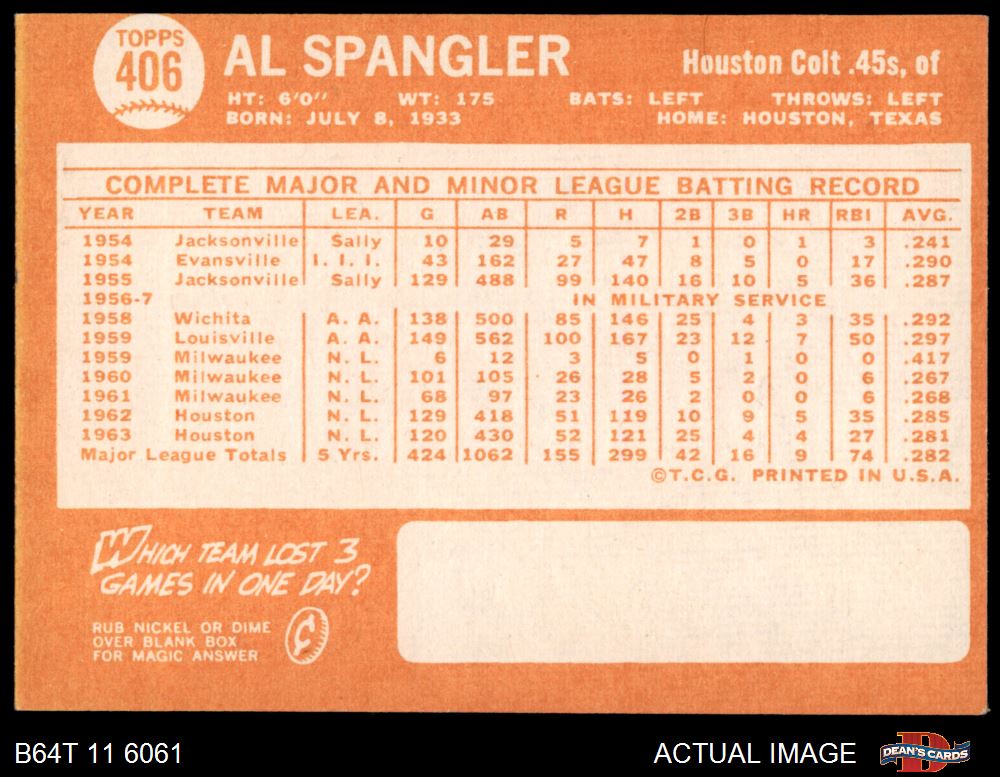 TOPPS
406
AL SPANGLER
Houston Colt .45s, of
HT: 6'0" WT: 175 BATS: LEFT THROWS: LEFT
BORN: JULY 8, 1933 HOME: HOUSTON, TEXAS
COMPLETE MAJOR AND MINOR LEAGUE BATTING RECORD
YEAR TEAM LEA. G AB R H 2B 3B HR RBI AVG.
1954 Jacksonville Sally 10 29 5 7 1 0 1 3 .241
1954 Evansville I. I. I. 43 162 27 47 8 5 0 17 .290
1955 Jacksonville Sally 129 488 99 140 16 10 5 36 .287
1956-7 IN MILITARY SERVICE
1958 Wichita A. A. 138 500 85 146 25 4 3 35 .292
1959 Louisville A. A. 149 562 100 167 23 12 7 50 .297
1959 Milwaukee N. L. 6 12 3 5 0 1 0 0 .417
1960 Milwaukee N. L. 101 105 26 28 5 2 0 6 .267
1961 Milwaukee N. L. 68 97 23 26 2 0 0 6 .268
1962 Houston N. L. 129 418 51 119 10 9 5 35 .285
1963 Houston N. L. 120 430 52 121 25 4 4 27 .281
Major League Totals 5 Yrs. 424 1062 155 299 42 16 9 74 .282
©T.C.G. PRINTED IN U.S.A.
WHICH TEAM LOST 3
GAMES IN ONE DAY?
RUB NICKEL OR DIME
OVER BLANK BOX
FOR MAGIC ANSWER
B64T 11 6061
ACTUAL IMAGE
DEAN'S CARDS